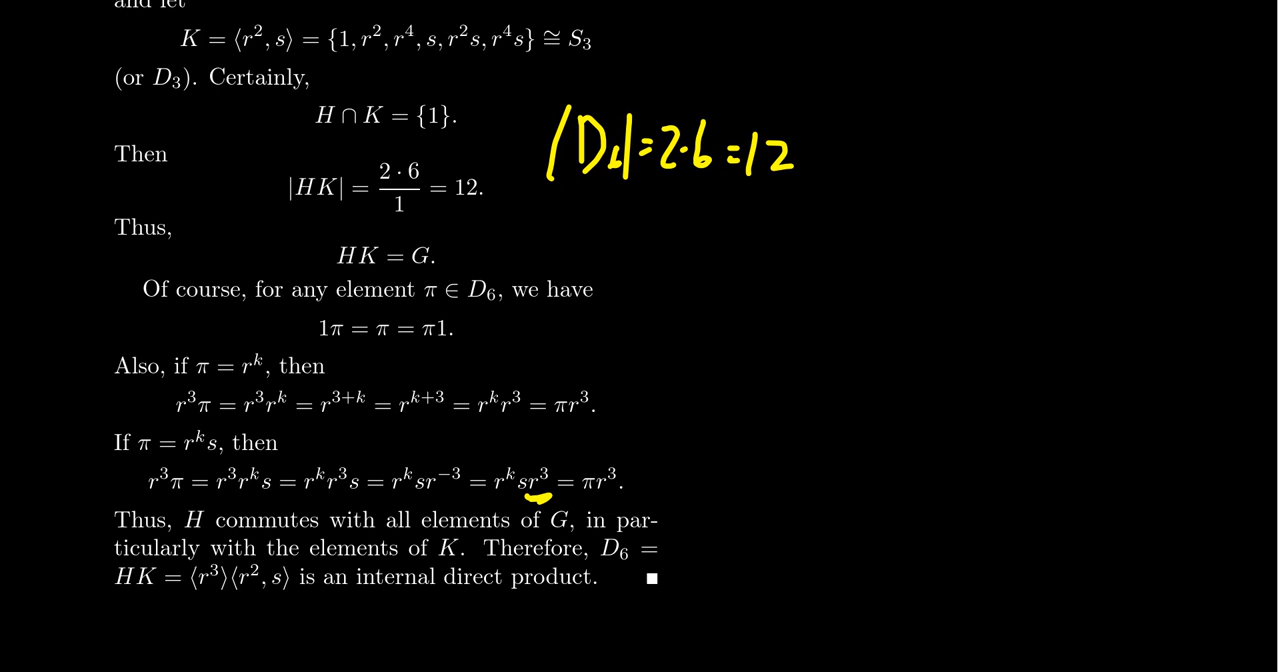 and let
K = ⟨r², s⟩ = {1, r², r⁴, s, r²s, r⁴s} ≅ S₃
(or D₃). Certainly,
H ∩ K = {1}.
|D₆| = 2·6 = 12
Then
|HK| = (2 · 6)/1 = 12.
Thus,
HK = G.
Of course, for any element π ∈ D₆, we have
1π = π = π1.
Also, if π = rᵏ, then
r³π = r³rᵏ = r³⁺ᵏ = rᵏ⁺³ = rᵏr³ = πr³.
If π = rᵏs, then
r³π = r³rᵏs = rᵏr³s = rᵏsr⁻³ = rᵏsr³ = πr³.
Thus, H commutes with all elements of G, in par-
ticularly with the elements of K. Therefore, D₆ =
HK = ⟨r³⟩⟨r², s⟩ is an internal direct product. ■